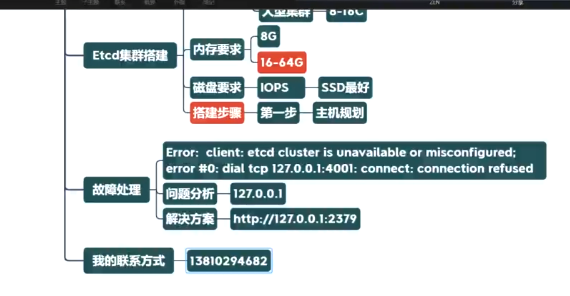 大型集群 8-16C
Etcd集群搭建
内存要求 8G
16-64G
磁盘要求 IOPS SSD最好
搭建步骤 第一步 主机规划
Error: client: etcd cluster is unavailable or misconfigured;
error #0: dial tcp 127.0.0.1:4001: connect: connection refused
故障处理
问题分析 127.0.0.1
解决方案 http://127.0.0.1:2379
我的联系方式 13810294682